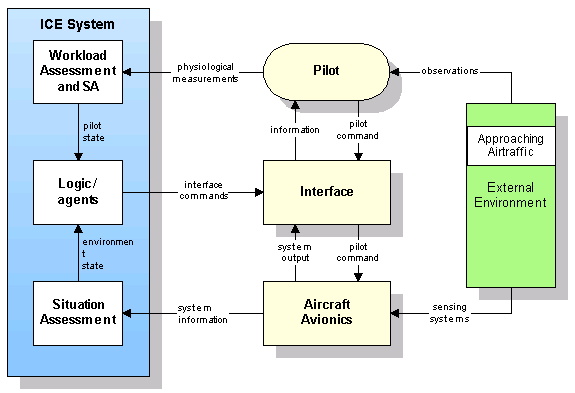 ICE System
Workload
Assessment
and SA
physiological
measurements
Pilot
observations
pilot
state
information
pilot
command
Approaching
Airtraffic
External
Environment
Logic/
agents
interface
commands
Interface
environmen
t
state
system
output
pilot
command
Situation
Assessment
system
information
Aircraft
Avionics
sensing
systems